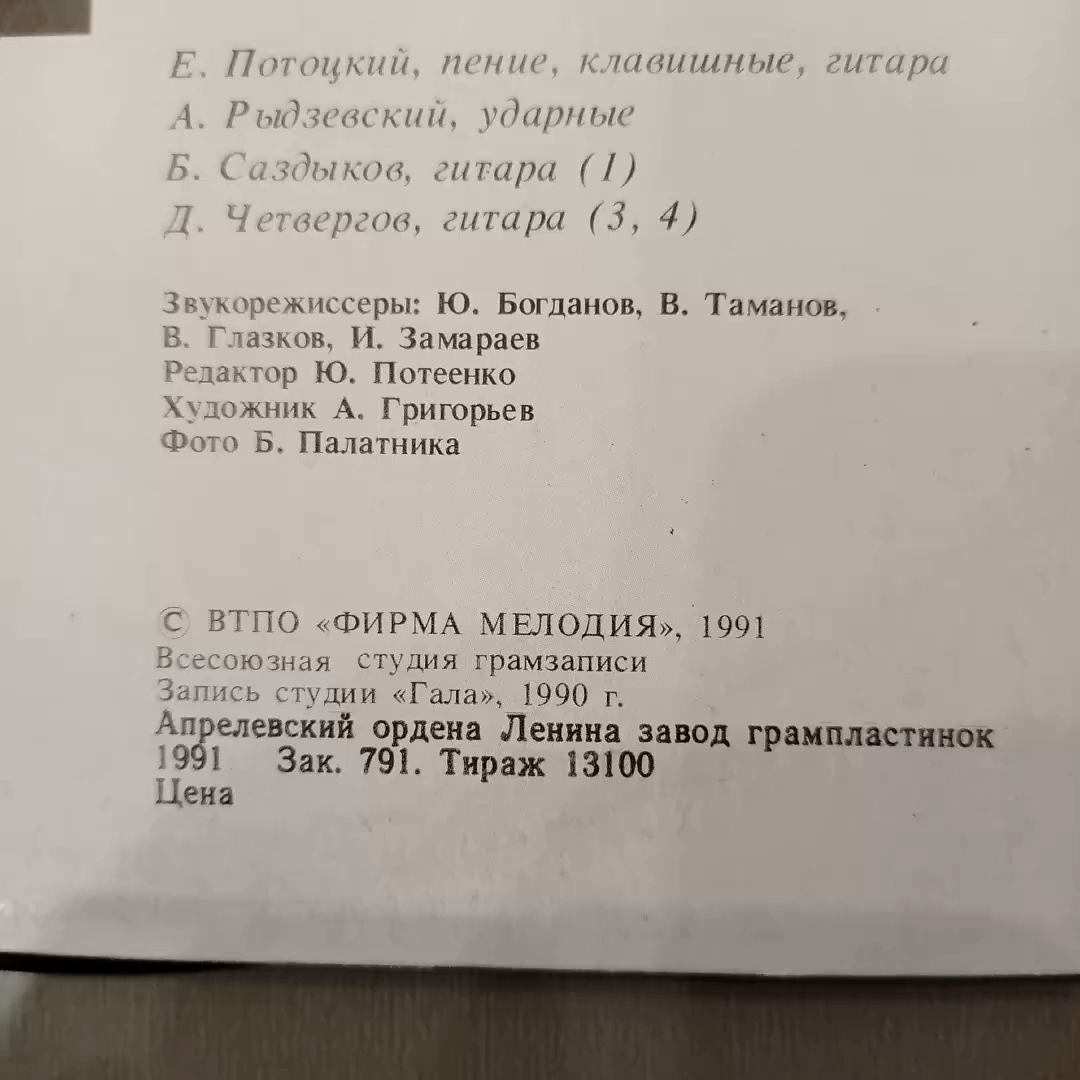 Е. Потоцкий, пение, клавишные, гитара
А. Рыдзевский, ударные
Б. Саздыков, гитара (1)
Д. Четвергов, гитара (3, 4)
Звукорежиссеры: Ю. Богданов, В. Таманов,
В. Глазков, И. Замараев
Редактор Ю. Потеенко
Художник А. Григорьев
Фото Б. Палатника
© ВТПО «ФИРМА МЕЛОДИЯ», 1991
Всесоюзная студия грамзаписи
Запись студии «Гала», 1990 г.
Апрелевский ордена Ленина завод грампластинок
1991 Зак. 791. Тираж 13100
Цена